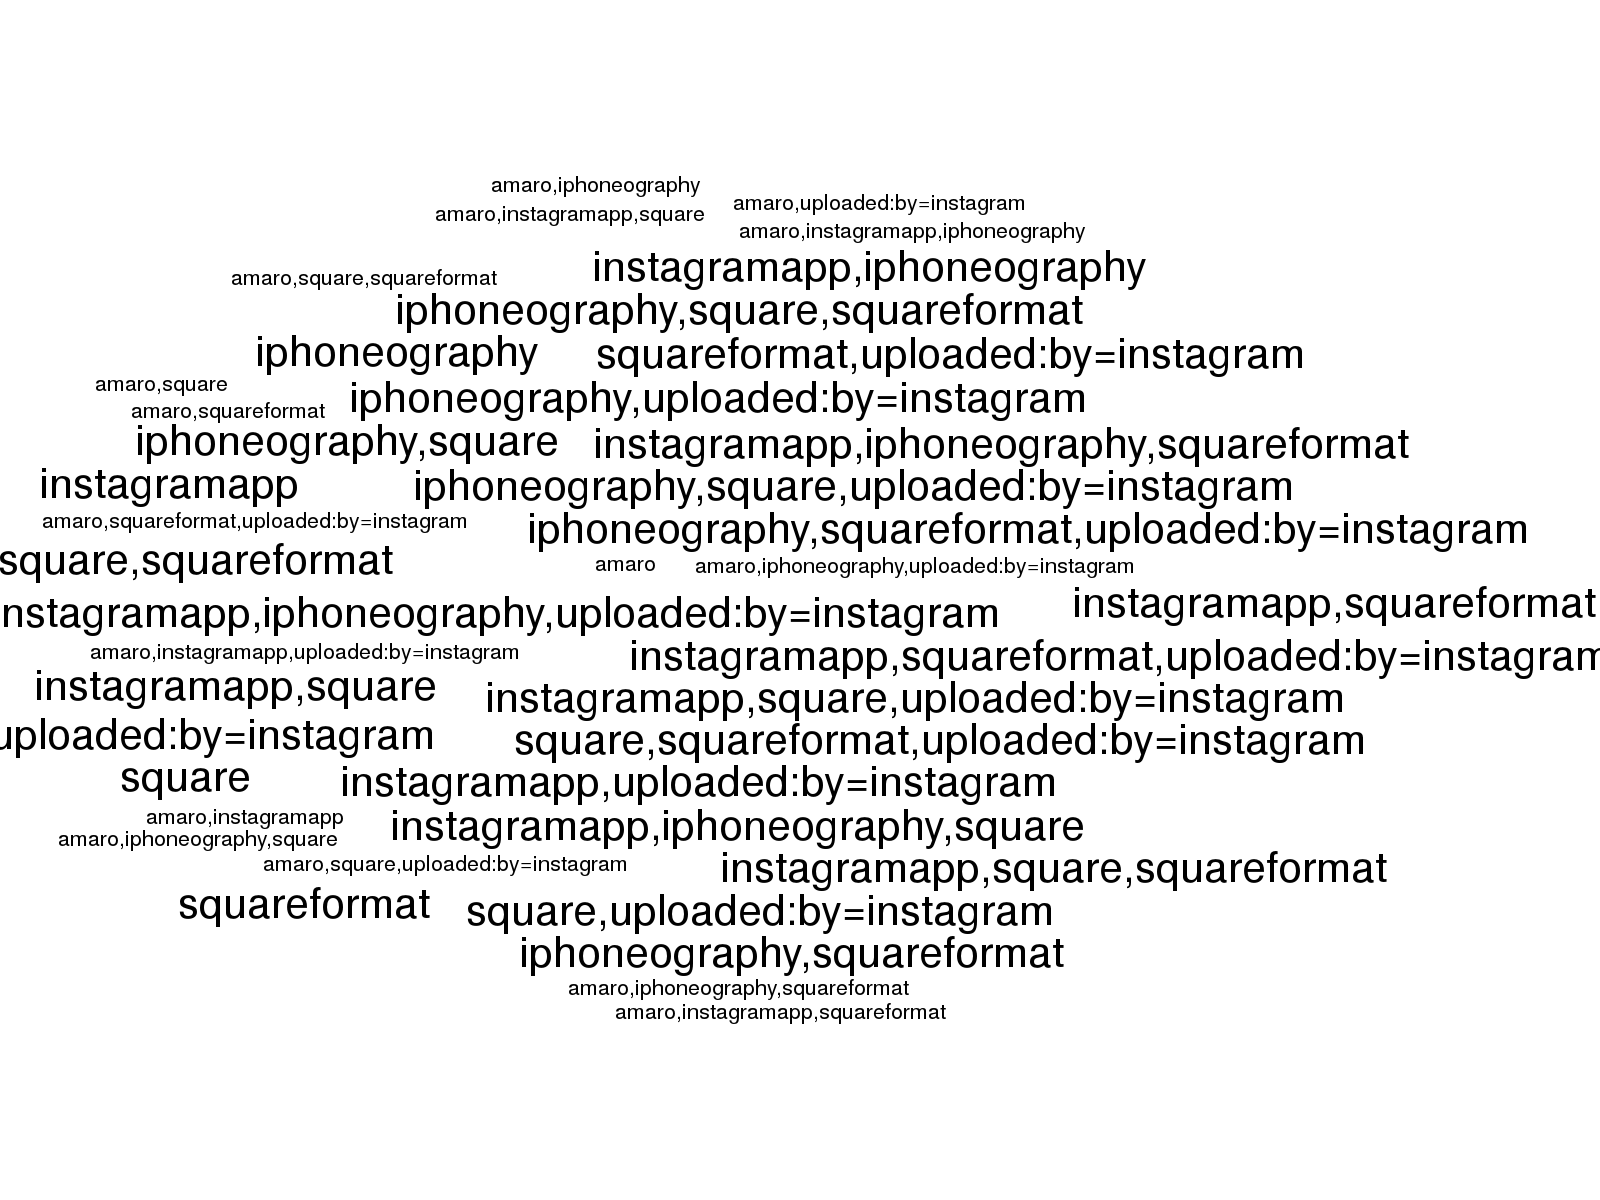 amaro,iphoneography
amaro,uploaded:by=instagram
amaro,instagramapp,square
amaro,instagramapp,iphoneography
instagramapp,iphoneography
amaro,square,squareformat
iphoneography,square,squareformat
iphoneography
squareformat,uploaded:by=instagram
amaro,square
iphoneography,uploaded:by=instagram
amaro,squareformat
iphoneography,square
instagramapp,iphoneography,squareformat
instagramapp
iphoneography,square,uploaded:by=instagram
amaro,squareformat,uploaded:by=instagram
iphoneography,squareformat,uploaded:by=instagram
square,squareformat
amaro
amaro,iphoneography,uploaded:by=instagram
instagramapp,squareformat
nstagramapp,iphoneography,uploaded:by=instagram
amaro,instagramapp,uploaded:by=instagram
instagramapp,squareformat,uploaded:by=instagram
instagramapp,square
instagramapp,square,uploaded:by=instagram
uploaded:by=instagram
square,squareformat,uploaded:by=instagram
square
instagramapp,uploaded:by=instagram
amaro,instagramapp
instagramapp,iphoneography,square
amaro,iphoneography,square
amaro,square,uploaded:by=instagram
instagramapp,square,squareformat
squareformat
square,uploaded:by=instagram
iphoneography,squareformat
amaro,iphoneography,squareformat
amaro,instagramapp,squareformat